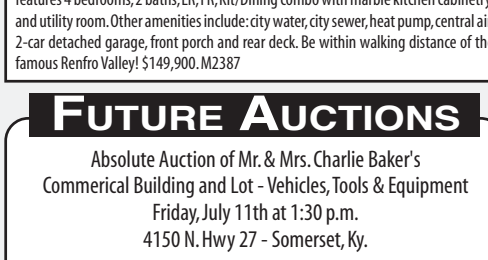 features 4 bedrooms, 2 baths, LR, FR, Kit/Dining combo with marble kitchen cabinetry
and utility room. Other amenities include: city water, city sewer, heat pump, central air
2-car detached garage, front porch and rear deck. Be within walking distance of the
famous Renfro Valley! $149,900. M2387
FUTURE AUCTIONS
Absolute Auction of Mr. & Mrs. Charlie Baker's
Commerical Building and Lot - Vehicles, Tools & Equipment
Friday, July 11th at 1:30 p.m.
4150 N. Hwy 27 - Somerset, Ky.